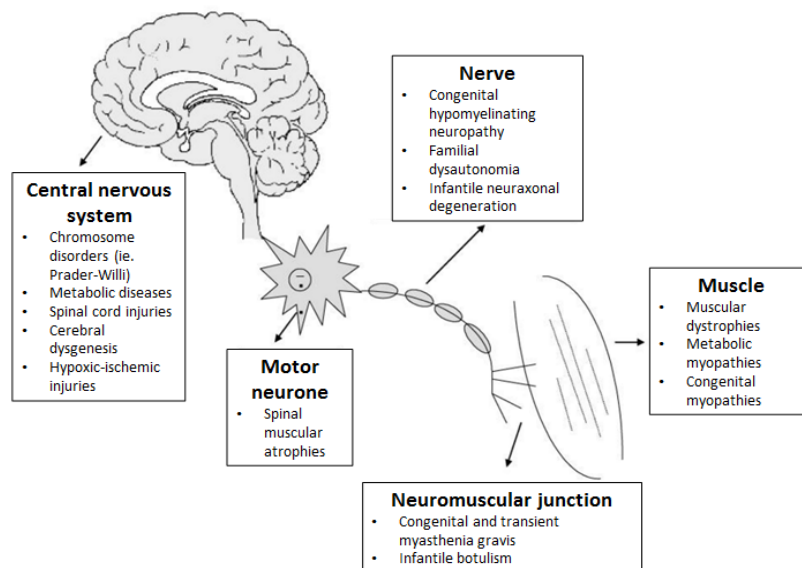 Nerve
• Congenital
hypomyelinating
neuropathy
• Familial
dysautonomia
• Infantile neuraxonal
degeneration
Central nervous
system
• Chromosome
disorders (ie.
Prader-Willi)
• Metabolic diseases
• Spinal cord injuries
• Cerebral
dysgenesis
• Hypoxic-ischemic
injuries
Motor
neurone
• Spinal
muscular
atrophies
Muscle
• Muscular
dystrophies
• Metabolic
myopathies
• Congenital
myopathies
Neuromuscular junction
• Congenital and transient
myasthenia gravis
• Infantile botulism